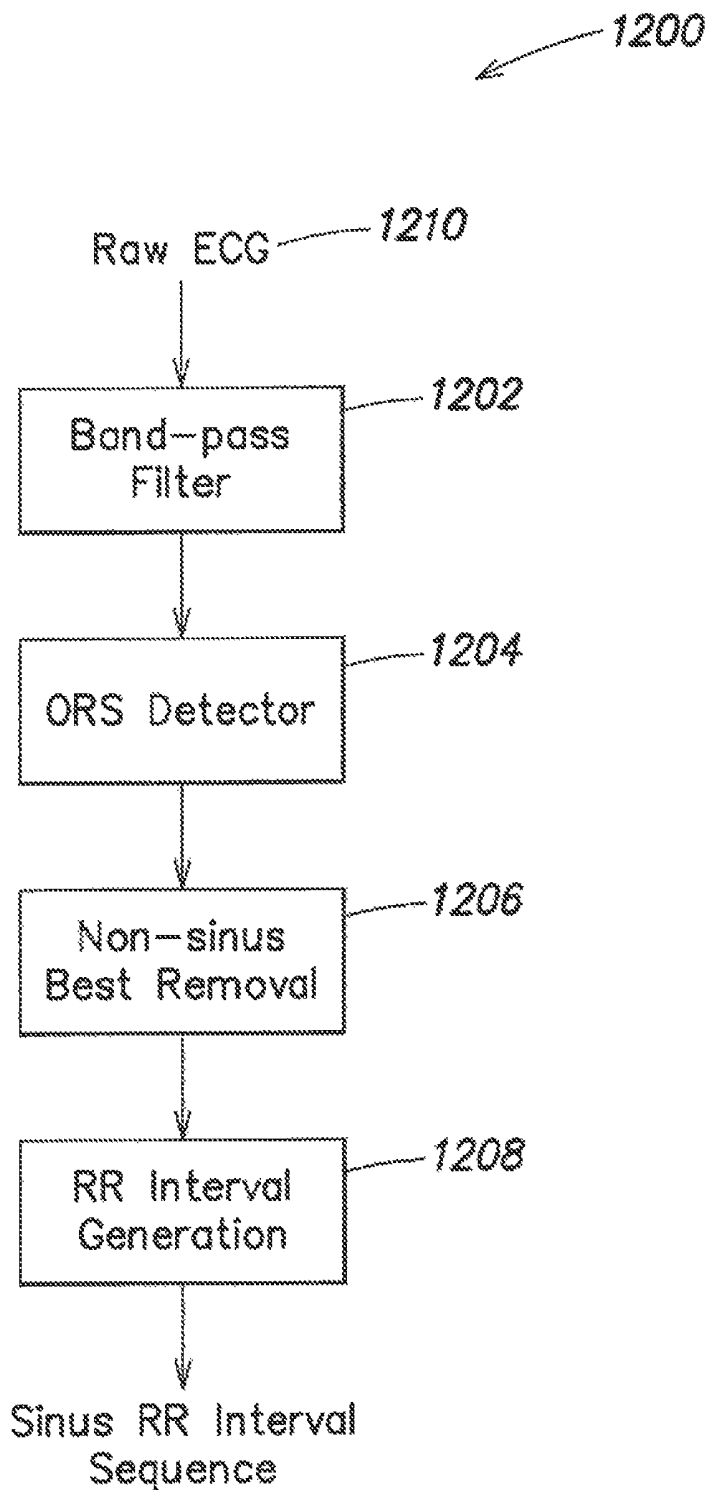 1200
Raw ECG 1210
Band-pass 1202
Filter
ORS Detector 1204
Non-sinus 1206
Best Removal
RR Interval 1208
Generation
Sinus RR Interval
Sequence